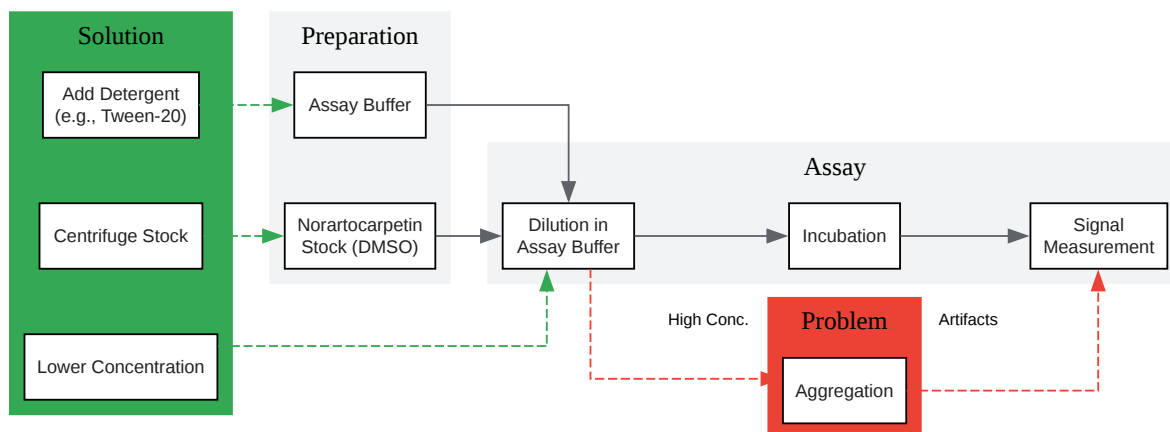 Solution
Preparation
Add Detergent
(e.g., Tween-20)
Assay Buffer
Assay
Centrifuge Stock
Norartocarpetin
Stock (DMSO)
Dilution in
Assay Buffer
Incubation
Signal
Measurement
High Conc.
Problem
Artifacts
Lower Concentration
Aggregation